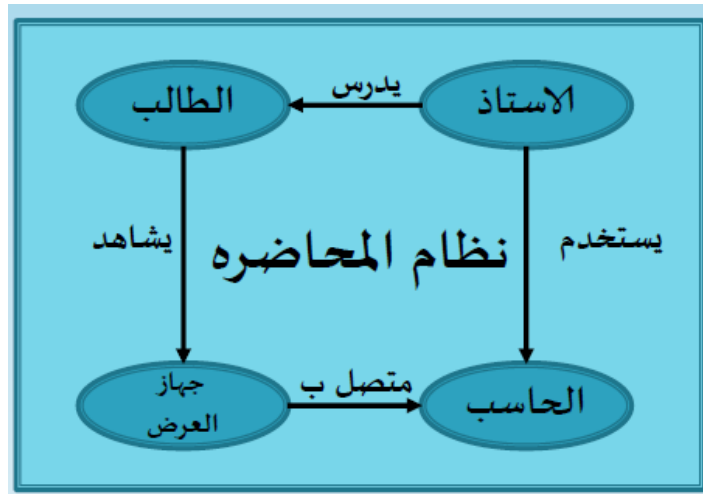 الاستاذ
يدرس
الطالب
يستخدم
نظام المحاضره
يشاهد
الحاسب
متصل ب
جهاز
العرض